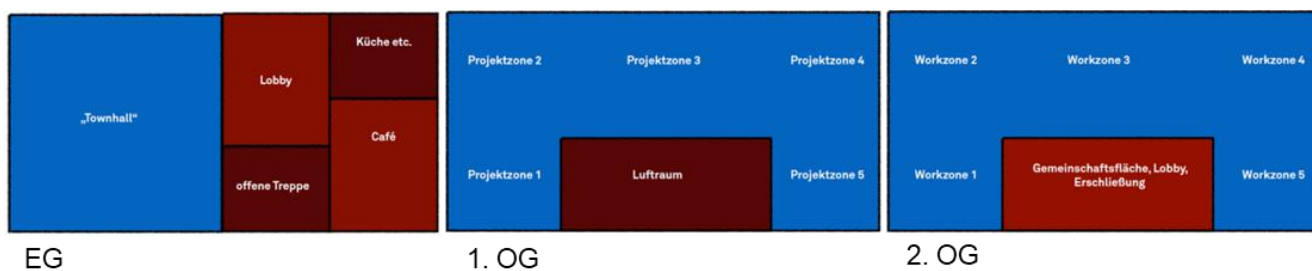 „Townhall“
Lobby
offene Treppe
Küche etc.
Café
EG
Projektzone 2
Projektzone 3
Projektzone 4
Projektzone 1
Luftraum
Projektzone 5
1. OG
Workzone 2
Workzone 3
Workzone 4
Workzone 1
Gemeinschaftsfläche, Lobby,
Erschließung
Workzone 5
2. OG